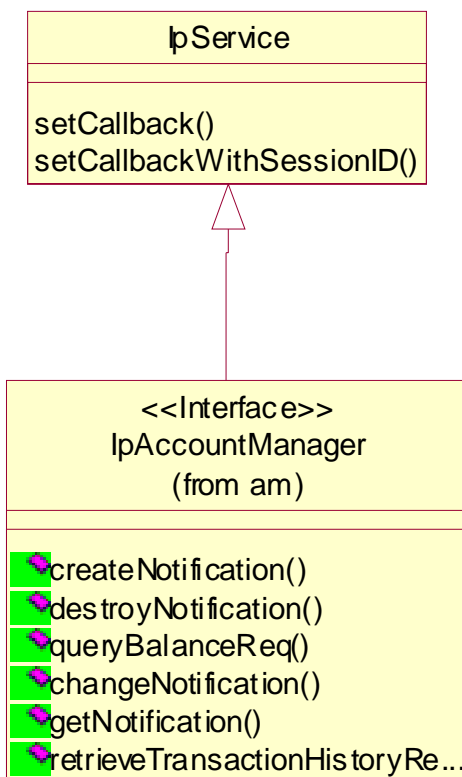 IpService
setCallback()
setCallbackWithSessionID()
<<Interface>>
IpAccountManager
(from am)
createNotification()
destroyNotification()
queryBalanceReq()
changeNotification()
getNotification()
retrieveTransactionHistoryRe...